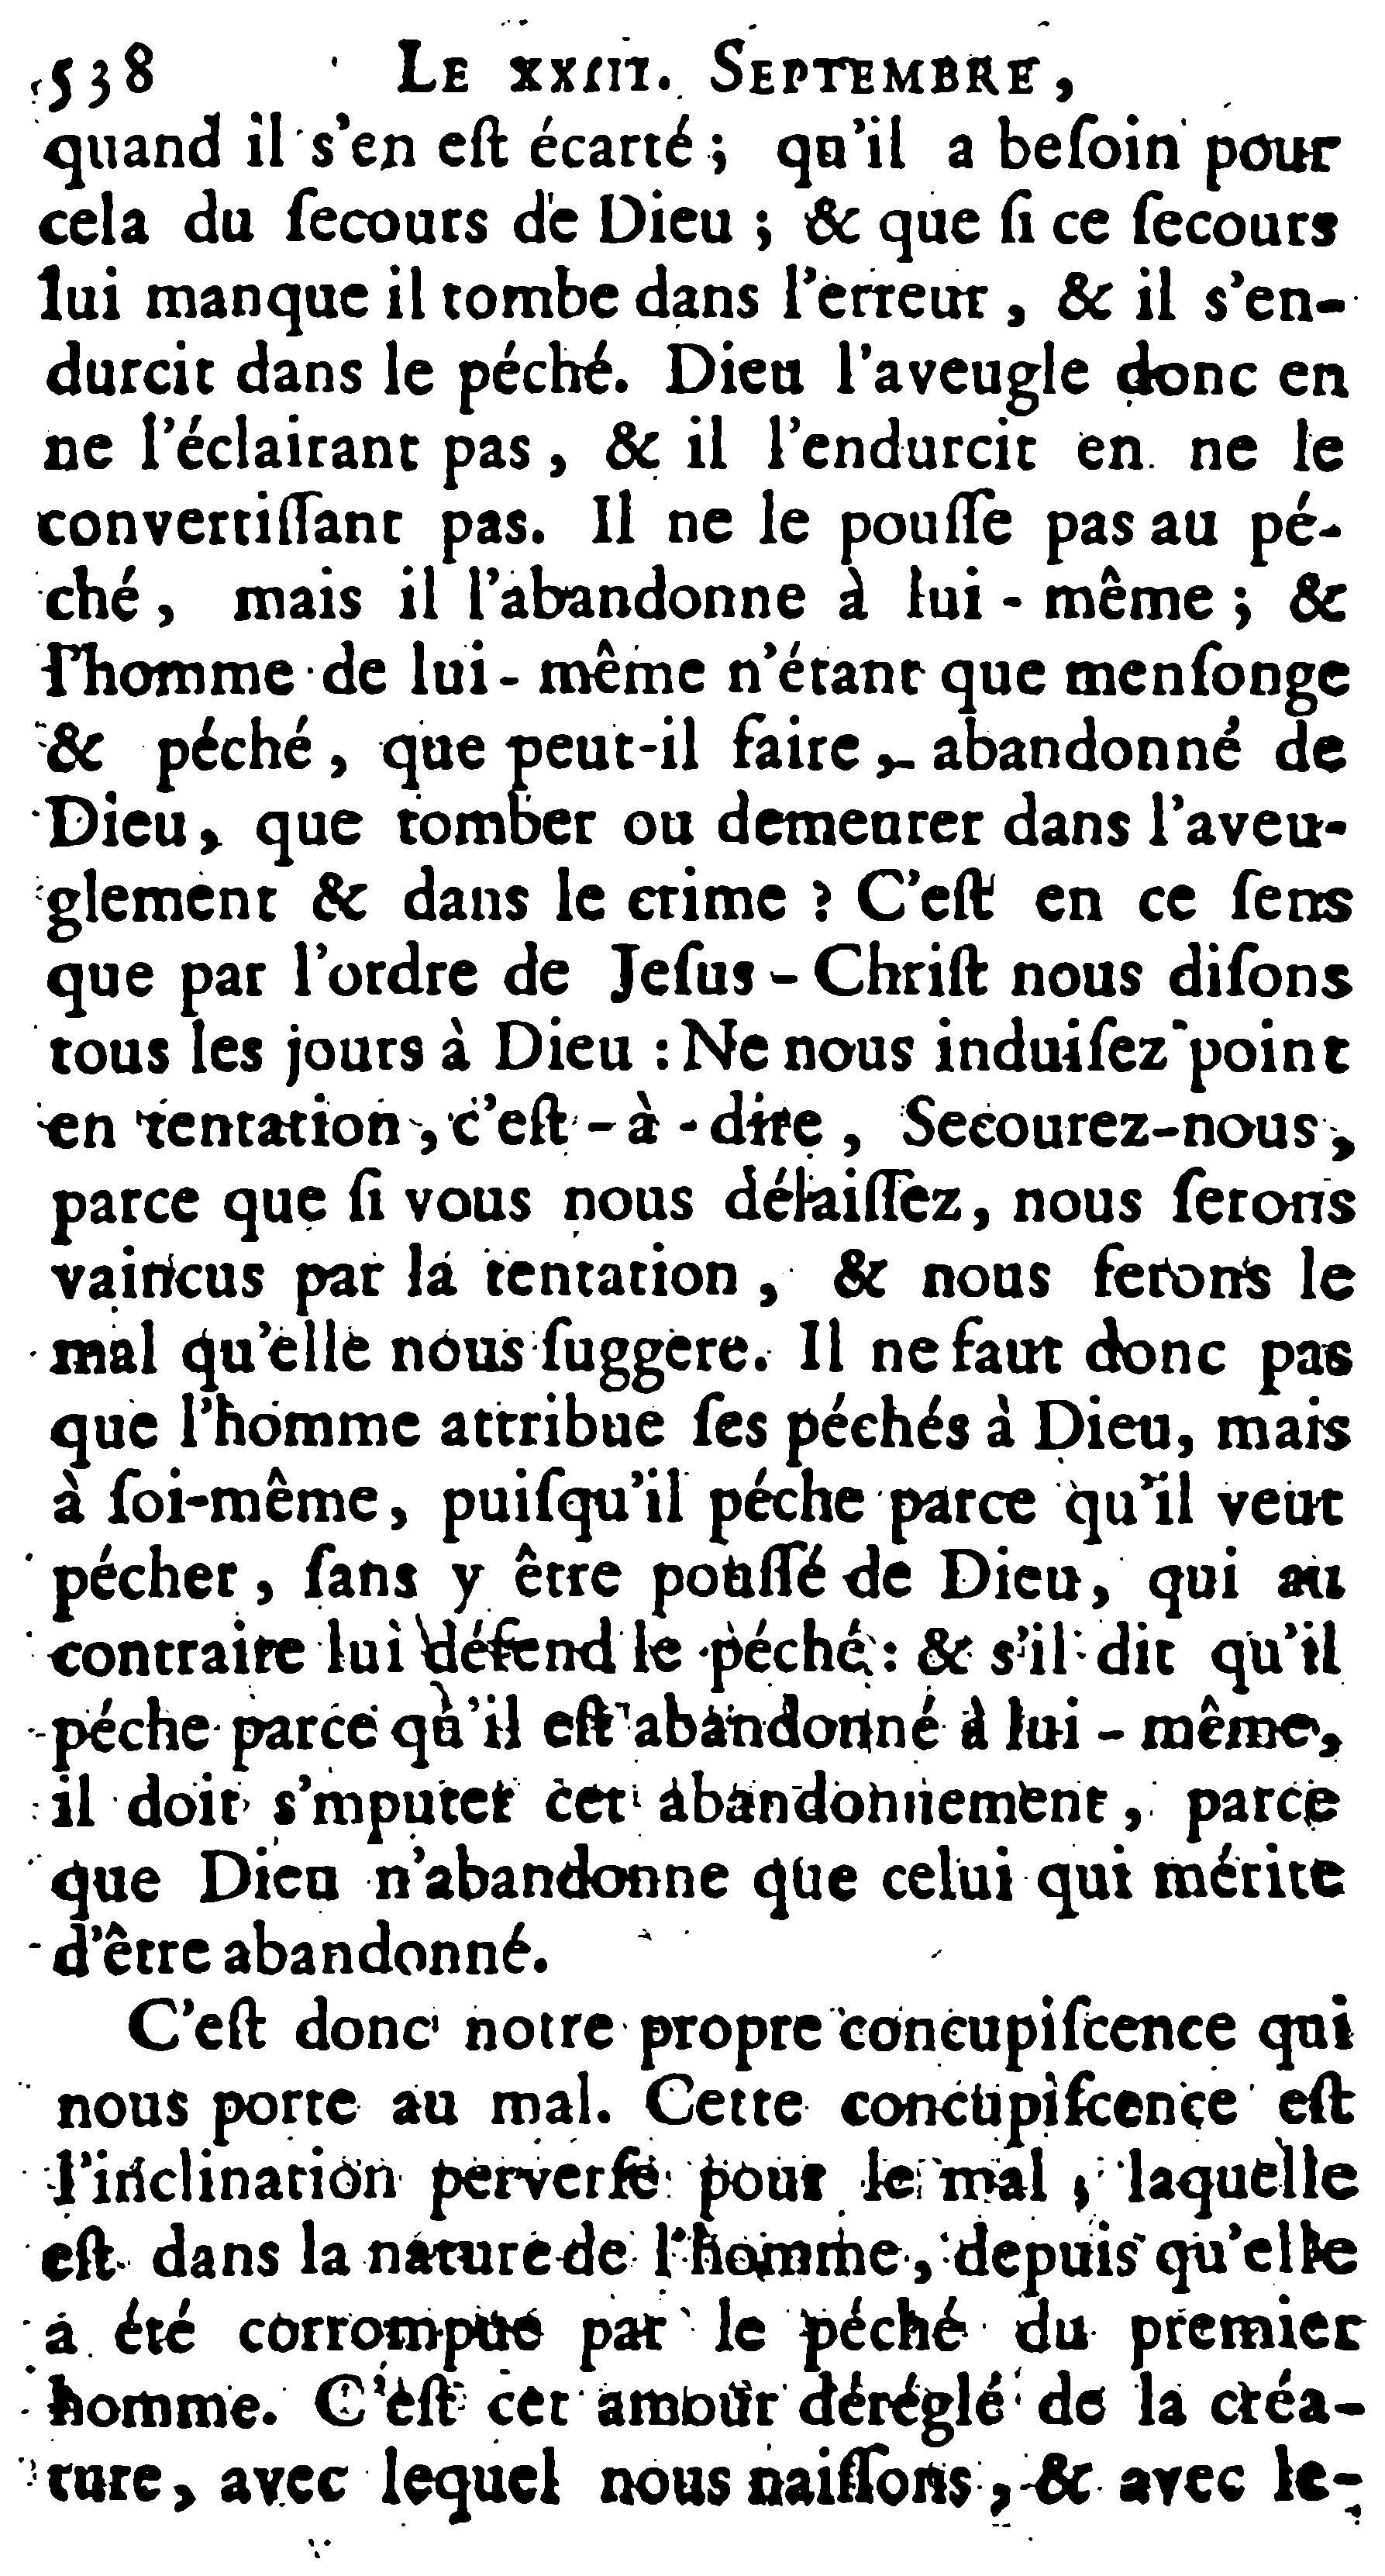 538 LE XXIII. SEPTEMBRE,
quand il s'en eſt écarté ; qu'il a beſoin pour
cela du ſecours de Dieu ; & que ſi ce ſecours
lui manque il tombe dans l'erreur , & il s'en-
durcit dans le péché. Dieu l'aveugle donc en
ne l'éclairant pas , & il l'endurcit en ne le
convertiſſant pas. Il ne le pouſſe pas au pé-
ché , mais il l'abandonne à lui - même ; &
l'homme de lui - même n'étant que menſonge
& péché , que peut-il faire , abandonné de
Dieu, que tomber ou demeurer dans l'aveu-
glement & dans le crime ? C'eſt en ce ſens
que par l'ordre de Jeſus - Chriſt nous diſons
tous les jours à Dieu : Ne nous induiſez point
en tentation , c'eſt - à - dire , Secourez-nous ,
parce que ſi vous nous délaiſſez, nous ſerons
vaincus par la tentation , & nous ferons le
mal qu'elle nous ſuggere. Il ne faut donc pas
que l'homme attribue ſes péchés à Dieu, mais
à ſoi-même, puiſqu'il péche parce qu'il veut
pécher , ſans y être pouſſé de Dieu, qui au
contraire lui défend le péché : & s'il dit qu'il
péche parce qu'il eſt abandonné à lui - même,
il doit s'mputer cet abandonnement , parce
que Dieu n'abandonne que celui qui mérite
d'être abandonné.
C'eſt donc notre propre concupiſcence qui
nous porte au mal. Cette concupiſcence eſt
l'inclination perverſe pour le mal , laquelle
eſt dans la nature de l'homme , depuis qu'elle
a été corrompue par le péché du premier
homme. C'eſt cet amour déréglé de la créa-
ture, avec lequel nous naiſſons , & avec le-